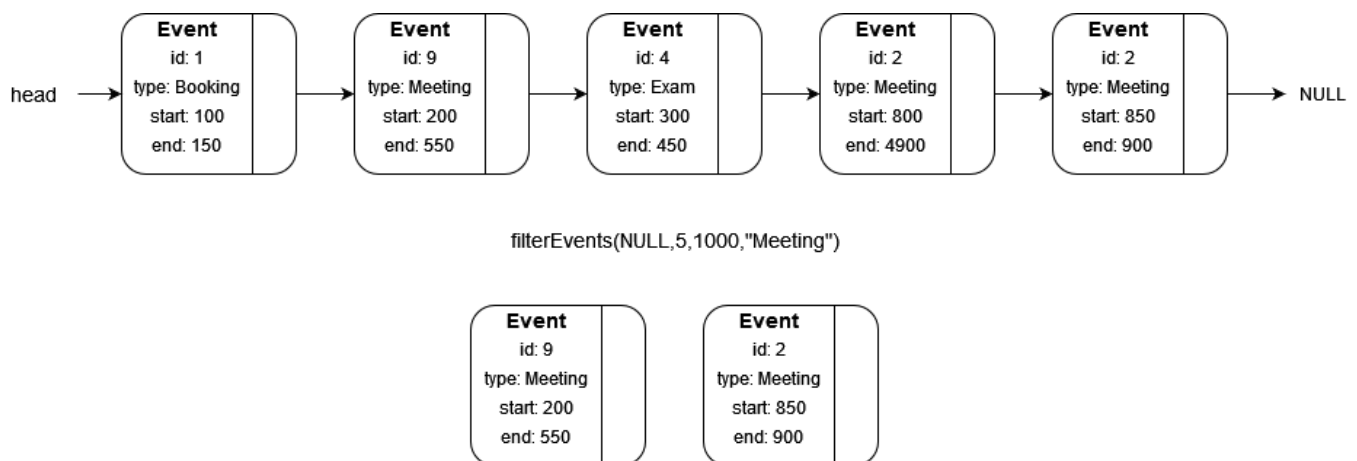 head
Event
id: 1
type: Booking
start: 100
end: 150
Event
id: 9
type: Meeting
start: 200
end: 550
Event
id: 4
type: Exam
start: 300
end: 450
Event
id: 2
type: Meeting
start: 800
end: 4900
Event
id: 2
type: Meeting
start: 850
end: 900
NULL
filterEvents(NULL,5,1000,"Meeting")
Event
id: 9
type: Meeting
start: 200
end: 550
Event
id: 2
type: Meeting
start: 850
end: 900